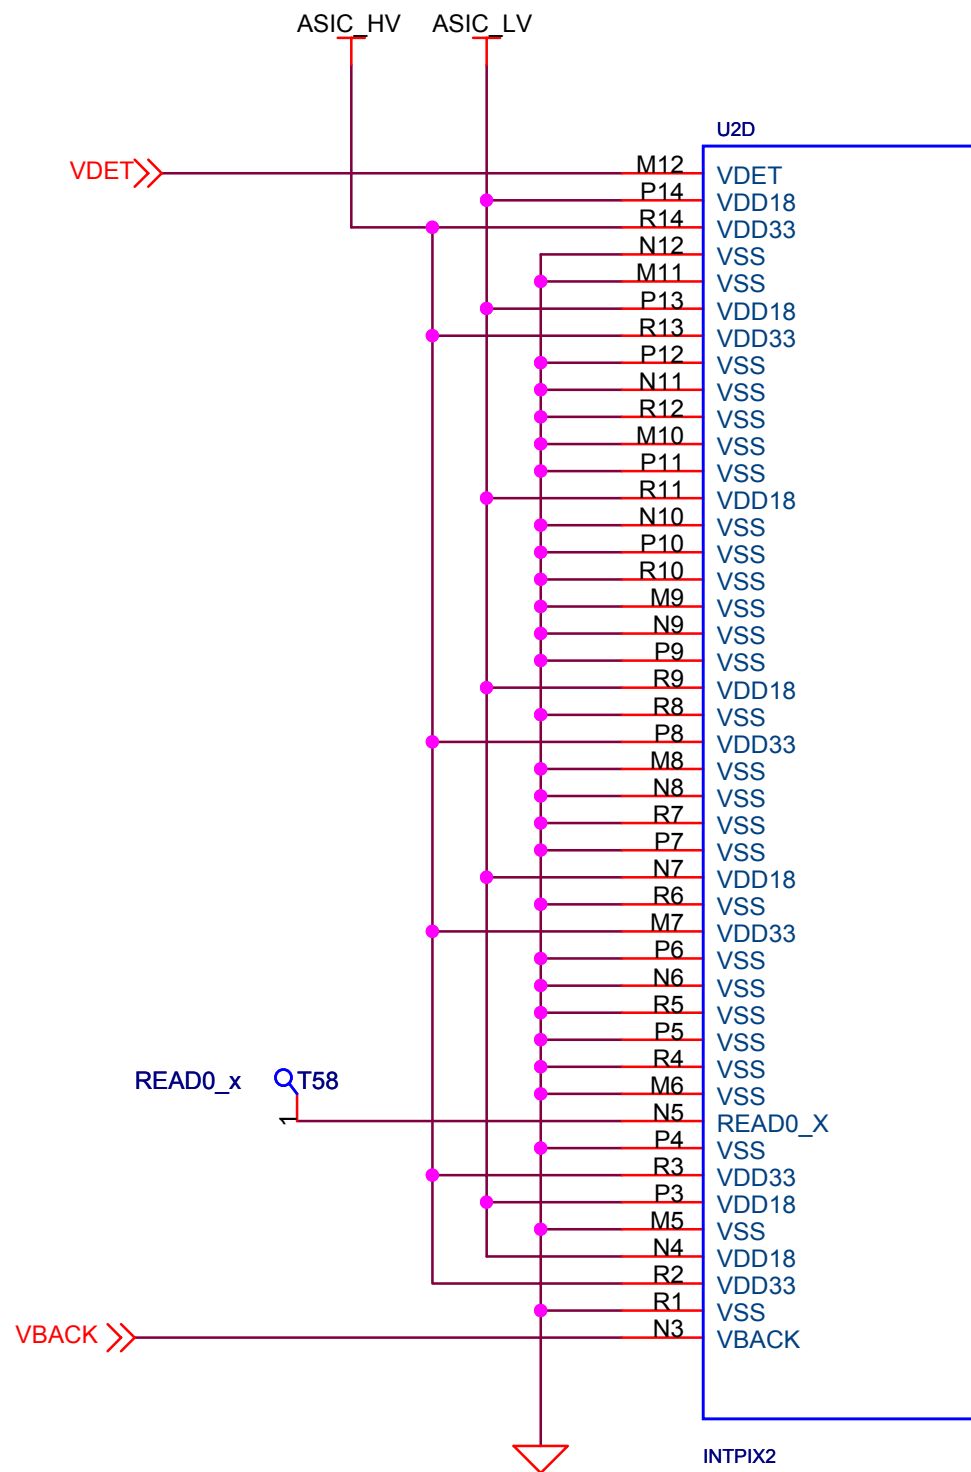 ASIC_HV ASIC_LV
U2D
VDET M12 VDET
P14 VDD18
R14 VDD33
N12 VSS
M11 VSS
P13 VDD18
R13 VDD33
P12 VSS
N11 VSS
R12 VSS
M10 VSS
P11 VSS
R11 VDD18
N10 VSS
P10 VSS
R10 VSS
M9 VSS
N9 VSS
P9 VSS
R9 VDD18
R8 VSS
P8 VDD33
M8 VSS
N8 VSS
R7 VSS
P7 VSS
N7 VDD18
R6 VSS
M7 VDD33
P6 VSS
N6 VSS
R5 VSS
P5 VSS
R4 VSS
READ0_x T58 M6 VSS
1 N5 READ0_X
P4 VSS
R3 VDD33
P3 VDD18
M5 VSS
N4 VDD18
R2 VDD33
R1 VSS
VBACK N3 VBACK
INTPIX2